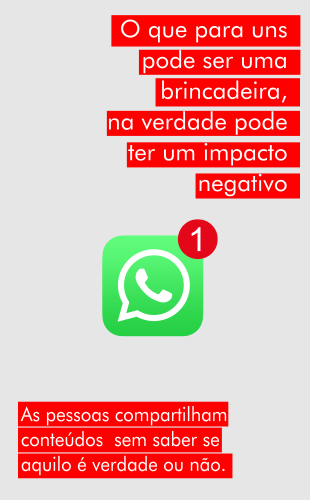 O que para uns
pode ser uma
brincadeira,
na verdade pode
ter um impacto
negativo
1
As pessoas compartilham
conteúdos  sem saber se
aquilo é verdade ou não.